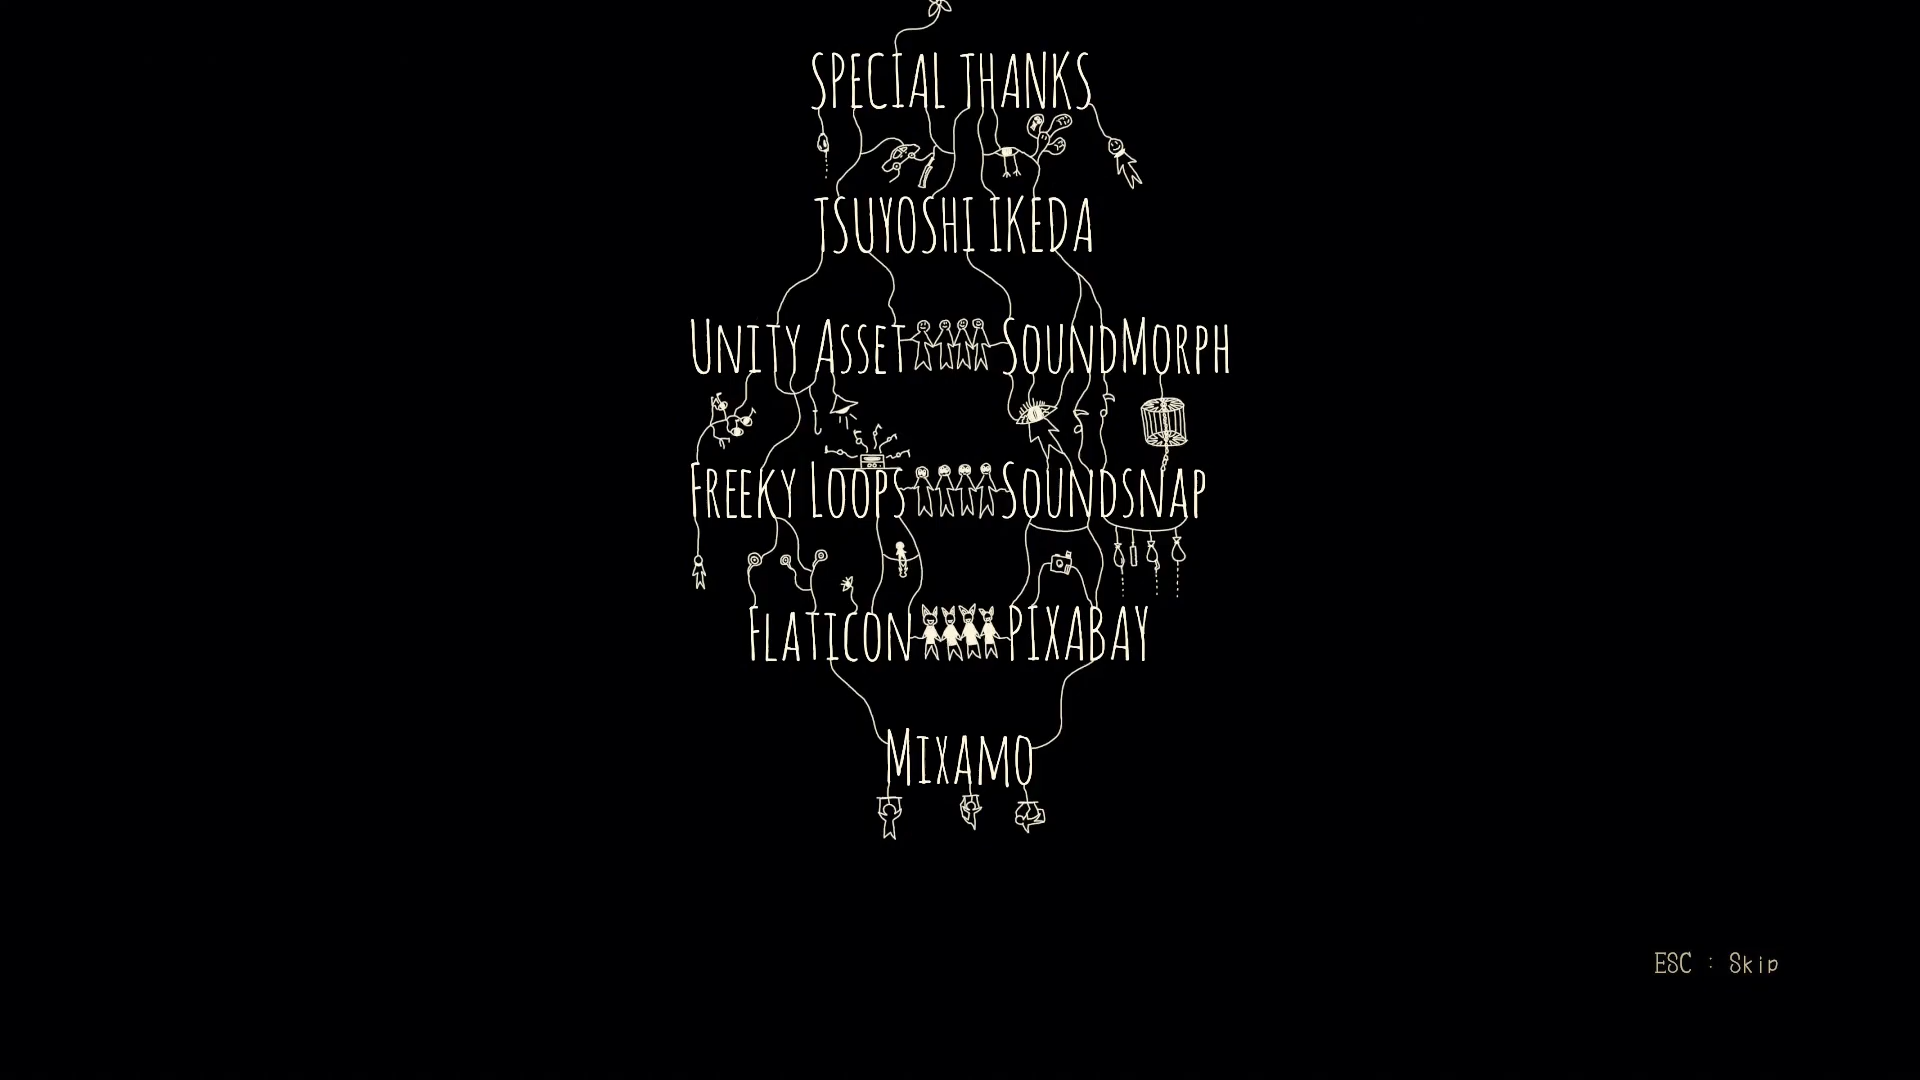 SPECIAL THANKS
TSUYOSHI IKEDA
UNITY ASSET SOUNDMORPH
FREEKY LOOPS SOUNDSNAP
FLATICON PIXABAY
MIXAMO
ESC : Skip